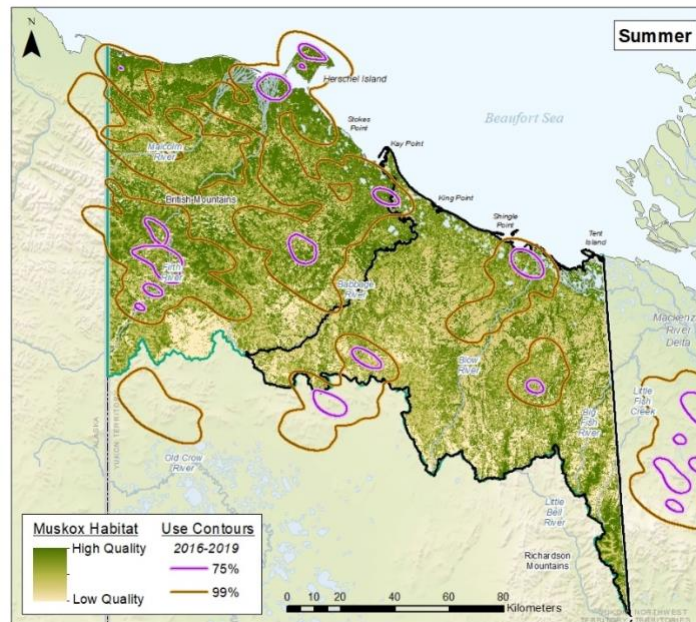 Summer
N
Herschel Island
Beaufort Sea
Stokes
Point
Kay Point
Malcolm
River
British Mountains
King Point
Shingle
Point
Tent
Island
Firth
River
Babbage
River
Mackenzie
River
Delta
Blow
River
Little
Fish
Creek
Big
Fish
River
ALASKA
YUKON TERRITORY
Old Crow
River
Little
Bell
River
Richardson
Mountains
Muskox Habitat
High Quality
Low Quality
Use Contours
2016-2019
75%
99%
0 10 20 40 60 80
Kilometers